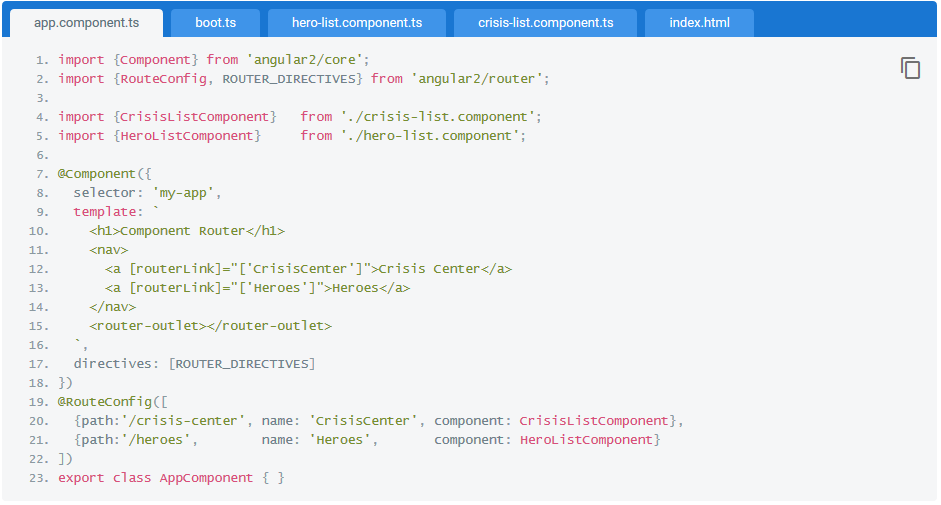 app.component.ts boot.ts hero-list.component.ts crisis-list.component.ts index.html
1. import {Component} from 'angular2/core';
2. import {RouteConfig, ROUTER_DIRECTIVES} from 'angular2/router';
3.
4. import {CrisisListComponent}   from './crisis-list.component';
5. import {HeroListComponent}     from './hero-list.component';
6.
7. @Component({
8.   selector: 'my-app',
9.   template: `
10.     <h1>Component Router</h1>
11.     <nav>
12.       <a [routerLink]="['CrisisCenter']">Crisis Center</a>
13.       <a [routerLink]="['Heroes']">Heroes</a>
14.     </nav>
15.     <router-outlet></router-outlet>
16.   `,
17.   directives: [ROUTER_DIRECTIVES]
18. })
19. @RouteConfig([
20.   {path:'/crisis-center', name: 'CrisisCenter', component: CrisisListComponent},
21.   {path:'/heroes',        name: 'Heroes',       component: HeroListComponent}
22. ])
23. export class AppComponent { }